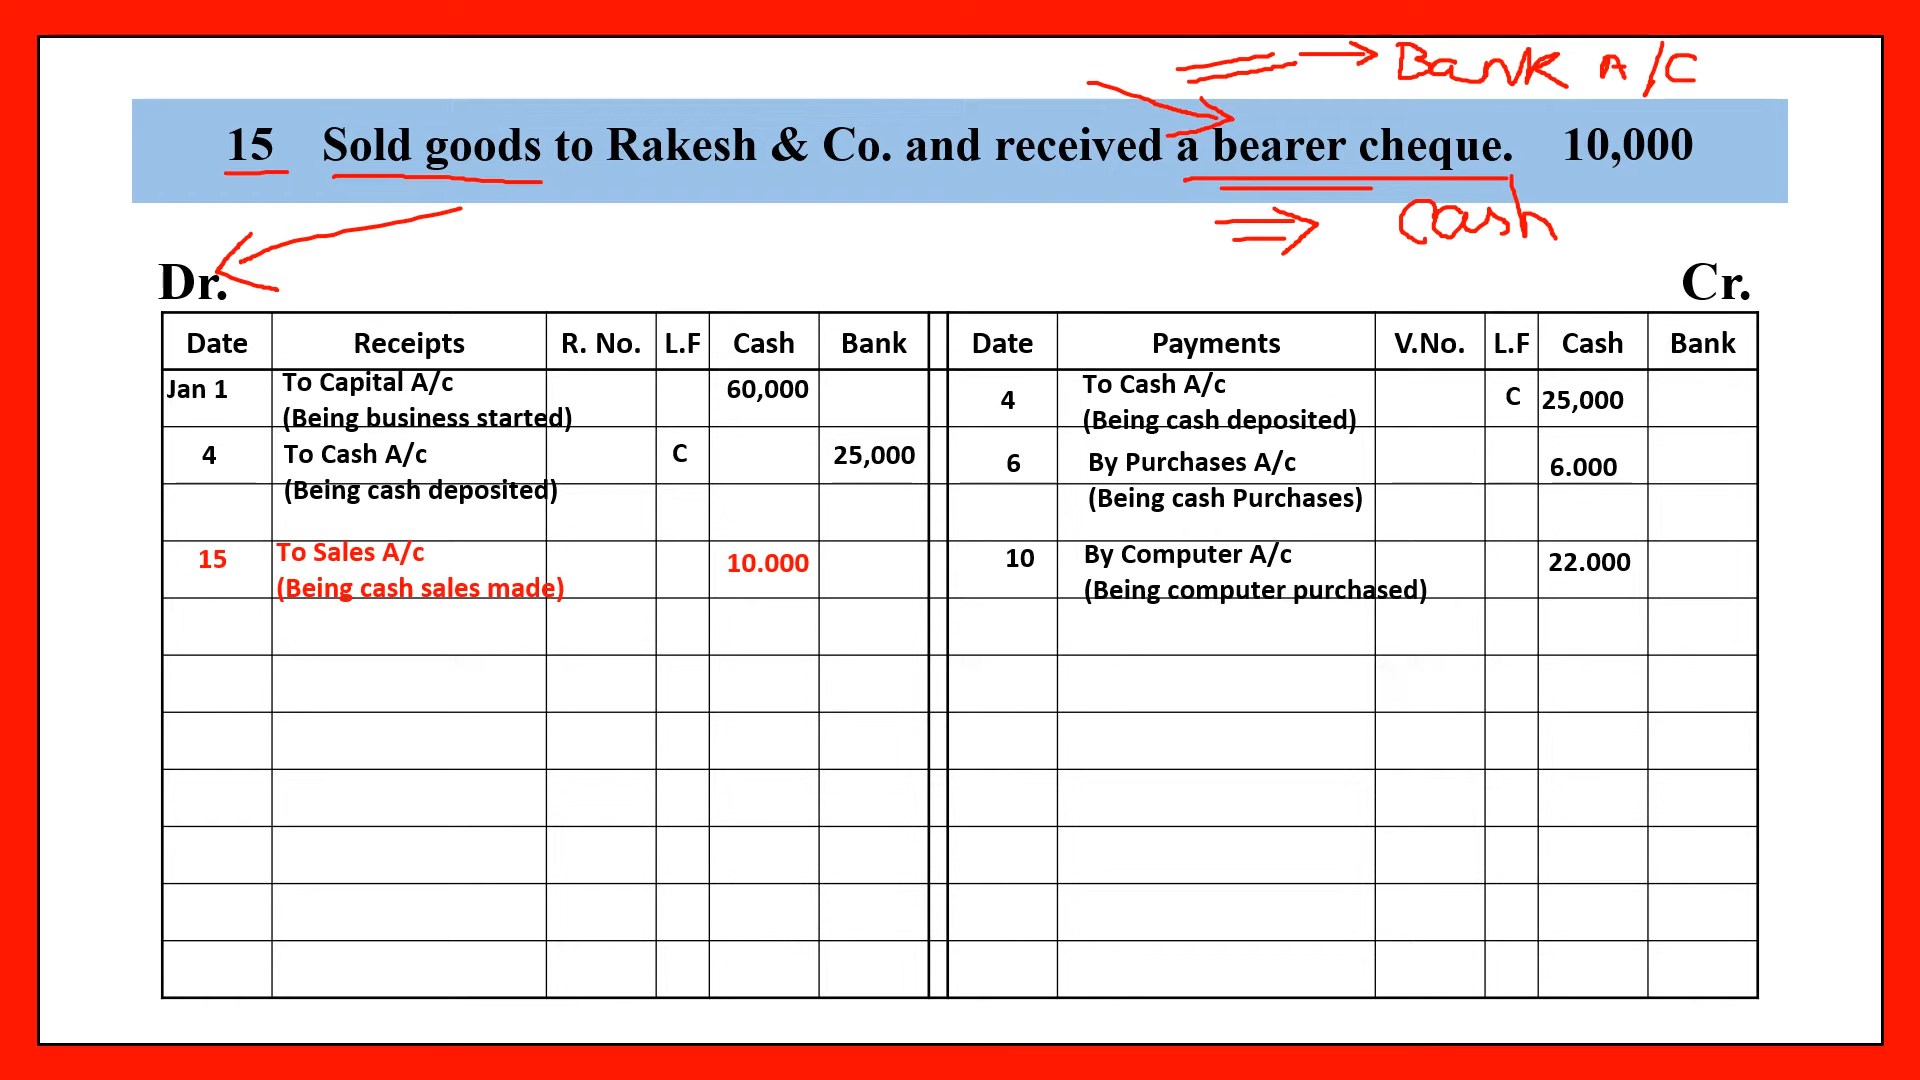 Bank A/C
15 Sold goods to Rakesh & Co. and received a bearer cheque. 10,000
Cash
Dr. Cr.
Date Receipts R. No. L.F Cash Bank Date Payments V.No. L.F Cash Bank
Jan 1 To Capital A/c 60,000 4 To Cash A/c C 25,000
(Being business started) (Being cash deposited)
4 To Cash A/c C 25,000 6 By Purchases A/c 6.000
(Being cash deposited) (Being cash Purchases)
15 To Sales A/c 10.000 10 By Computer A/c 22.000
(Being cash sales made) (Being computer purchased)